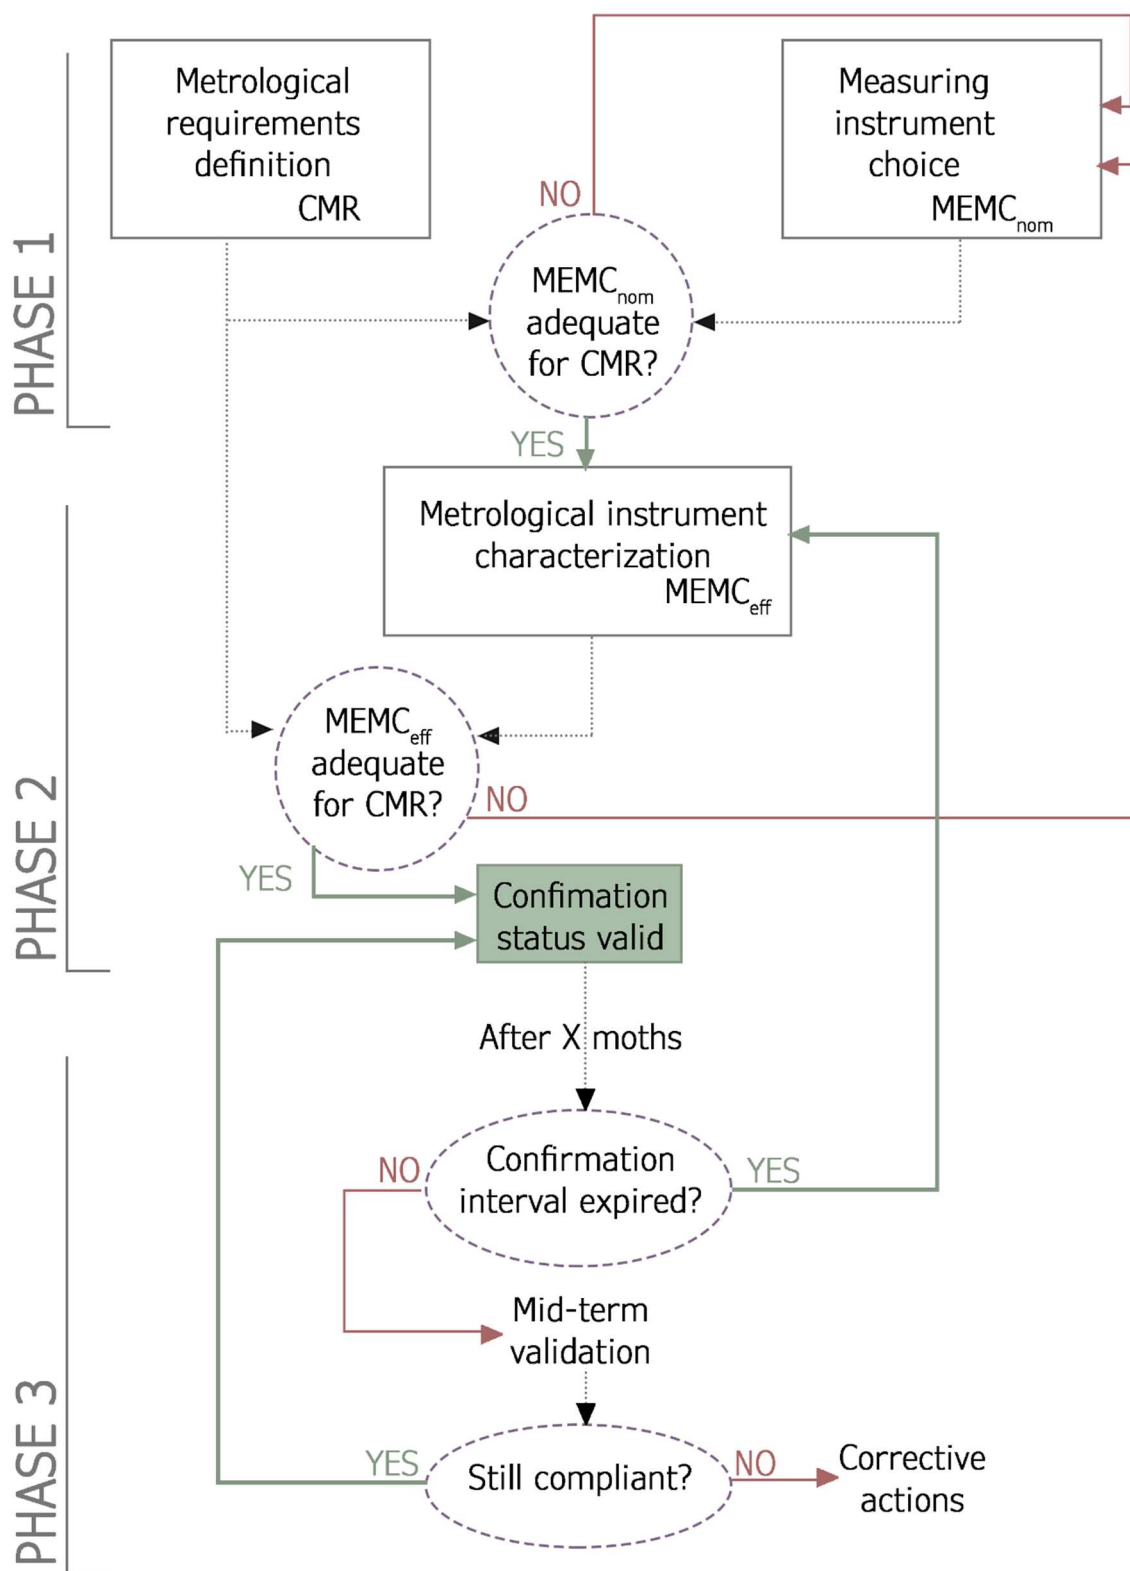 PHASE 1
Metrological
requirements
definition
CMR
NO
Measuring
instrument
choice
MEMCnom
MEMCnom
adequate
for CMR?
YES
PHASE 2
Metrological instrument
characterization
MEMCeff
MEMCeff
adequate
for CMR?
NO
YES
Confimation
status valid
After X moths
PHASE 3
Confirmation
interval expired?
NO
YES
Mid-term
validation
Still compliant?
YES
NO
Corrective
actions